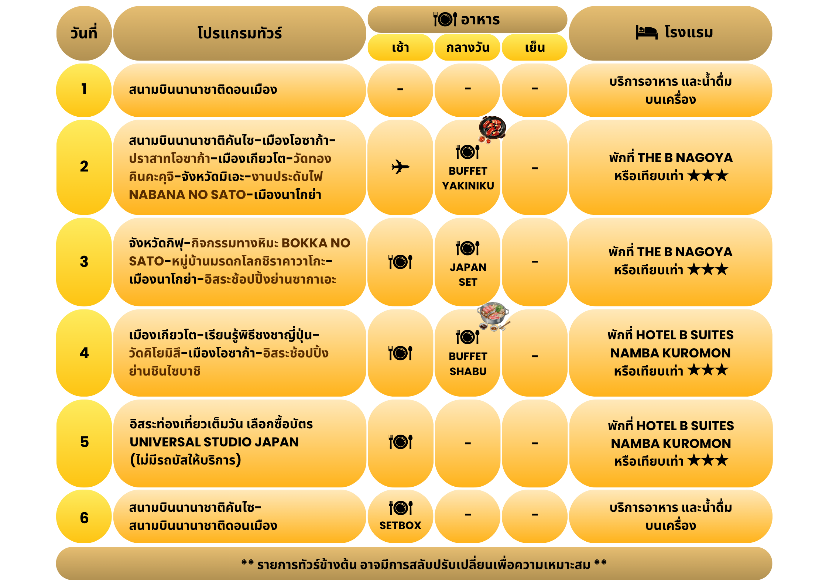 วันที่
โปรแกรมทัวร์
อาหาร
เช้า
กลางวัน
เย็น
โรงแรม
1
สนามบินนานาชาติดอนเมือง
-
-
-
บริการอาหาร และน้ำดื่ม
บนเครื่อง
2
สนามบินนานาชาติคันไซ-เมืองโอซาก้า-
ปราสาทโอซาก้า-เมืองเกียวโต-วัดทอง
คินคะคุจิ-จังหวัดมิเอะ-งานประดับไฟ
NABANA NO SATO-เมืองนาโกย่า
BUFFET
YAKINIKU
-
พักที่ THE B NAGOYA
หรือเทียบเท่า ★★★
3
จังหวัดกิฟุ-กิจกรรมทางหิมะ BOKKA NO
SATO-หมู่บ้านมรดกโลกชิราคาวาโกะ-
เมืองนาโกย่า-อิสระช้อปปิ้งย่านซากาเอะ
JAPAN
SET
-
พักที่ THE B NAGOYA
หรือเทียบเท่า ★★★
4
เมืองเกียวโต-เรียนรู้พิธีชงชาญี่ปุ่น-
วัดคิโยมิสึ-เมืองโอซาก้า-อิสระช้อปปิ้ง
ย่านชินไซบาชิ
BUFFET
SHABU
-
พักที่ HOTEL B SUITES
NAMBA KUROMON
หรือเทียบเท่า ★★★
5
อิสระท่องเที่ยวเต็มวัน เลือกซื้อบัตร
UNIVERSAL STUDIO JAPAN
(ไม่มีรถบัสให้บริการ)
-
-
พักที่ HOTEL B SUITES
NAMBA KUROMON
หรือเทียบเท่า ★★★
6
สนามบินนานาชาติคันไซ-
สนามบินนานาชาติดอนเมือง
SETBOX
-
-
บริการอาหาร และน้ำดื่ม
บนเครื่อง
** รายการทัวร์ข้างต้น อาจมีการสลับปรับเปลี่ยนเพื่อความเหมาะสม **